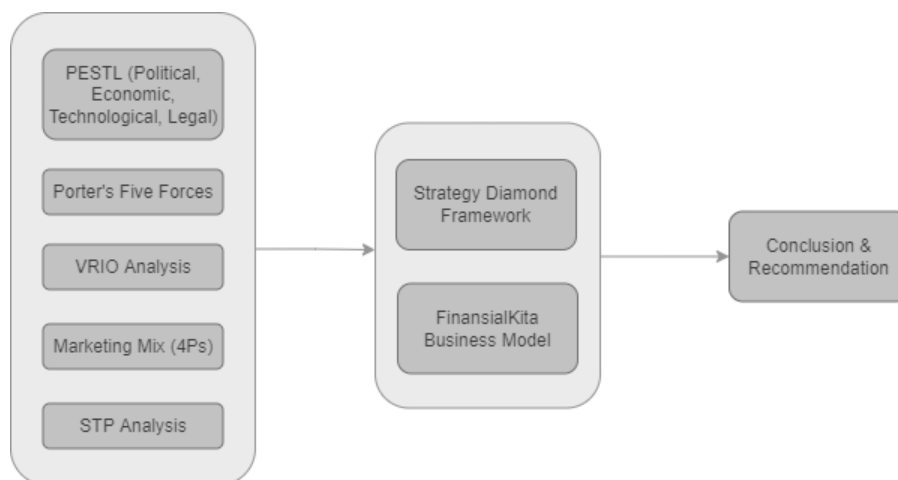 PESTL (Political,
Economic,
Technological, Legal)
Porter's Five Forces
VRIO Analysis
Marketing Mix (4Ps)
STP Analysis
Strategy Diamond
Framework
FinansialKita
Business Model
Conclusion &
Recommendation